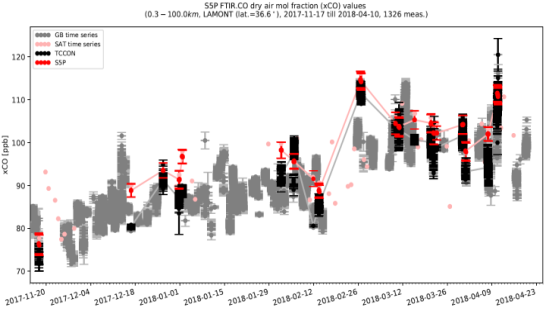 S5P FTIR.CO dry air mol fraction (xCO) values
(0.3 − 100.0km, LAMONT (lat.=36.6°), 2017-11-17 till 2018-04-10, 1326 meas.)
GB time series
SAT time series
TCCON
S5P
xCO [ppb]
120
110
100
90
80
70
2017-11-20
2017-12-04
2017-12-18
2018-01-01
2018-01-15
2018-01-29
2018-02-12
2018-02-26
2018-03-12
2018-03-26
2018-04-09
2018-04-23